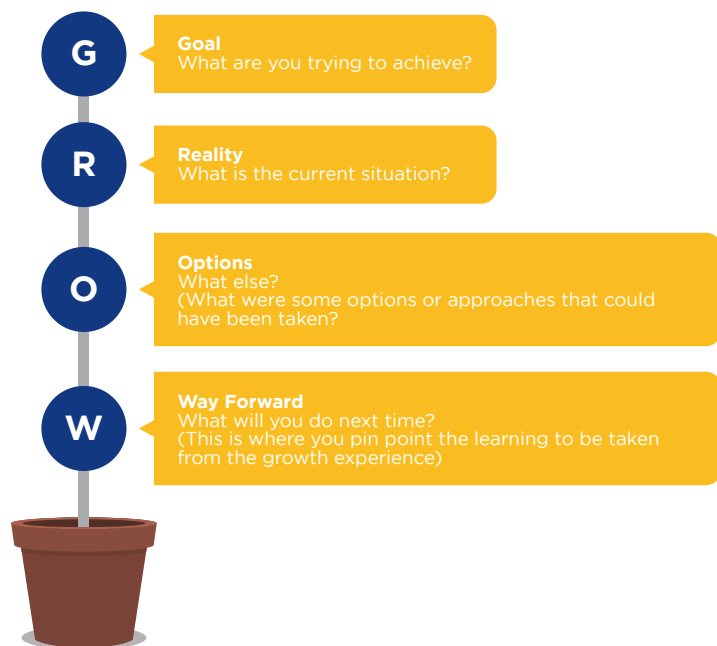 G
Goal
What are you trying to achieve?
R
Reality
What is the current situation?
O
Options
What else?
(What were some options or approaches that could
have been taken?
W
Way Forward
What will you do next time?
(This is where you pin point the learning to be taken
from the growth experience)